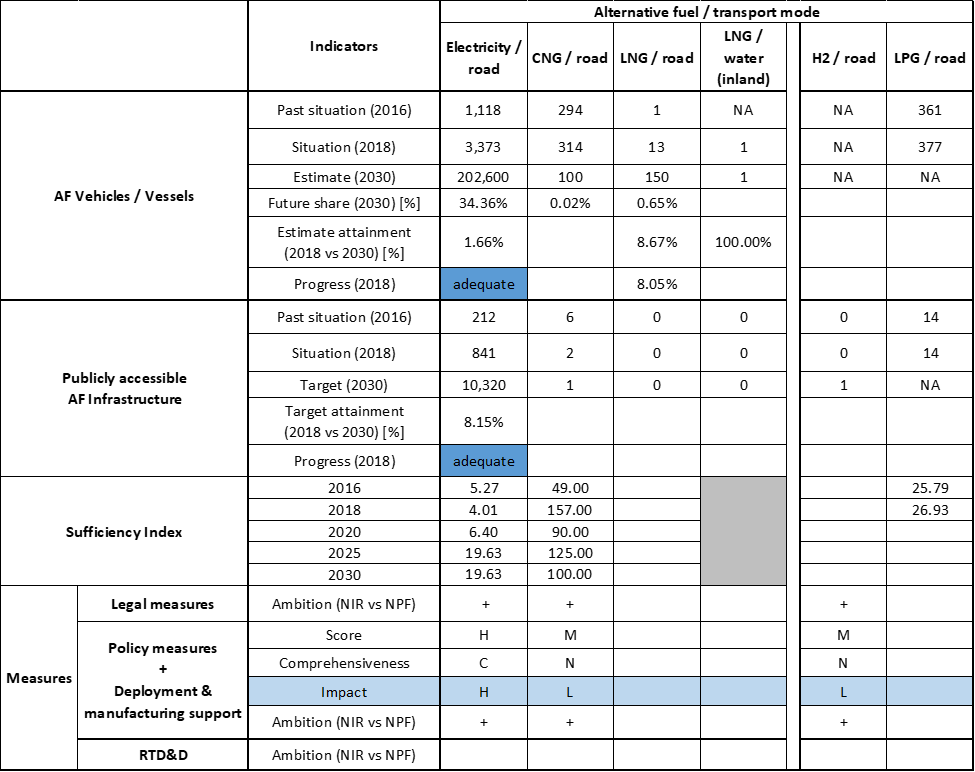 Alternative fuel / transport mode
Indicators
Electricity /
road
CNG / road
LNG / road
LNG /
water
(inland)
H2 / road
LPG / road
AF Vehicles / Vessels
Past situation (2016) 1,118 294 1 NA NA 361
Situation (2018) 3,373 314 13 1 NA 377
Estimate (2030) 202,600 100 150 1 NA NA
Future share (2030) [%] 34.36% 0.02% 0.65%
Estimate attainment
(2018 vs 2030) [%]
1.66% 8.67% 100.00%
Progress (2018) adequate 8.05%
Publicly accessible
AF Infrastructure
Past situation (2016) 212 6 0 0 0 14
Situation (2018) 841 2 0 0 0 14
Target (2030) 10,320 1 0 0 1 NA
Target attainment
(2018 vs 2030) [%]
8.15%
Progress (2018) adequate
Sufficiency Index
2016 5.27 49.00 25.79
2018 4.01 157.00 26.93
2020 6.40 90.00
2025 19.63 125.00
2030 19.63 100.00
Measures
Legal measures Ambition (NIR vs NPF) + + +
Policy measures
+
Deployment &
manufacturing support
Score H M M
Comprehensiveness C N N
Impact H L L
Ambition (NIR vs NPF) + + +
RTD&D Ambition (NIR vs NPF)